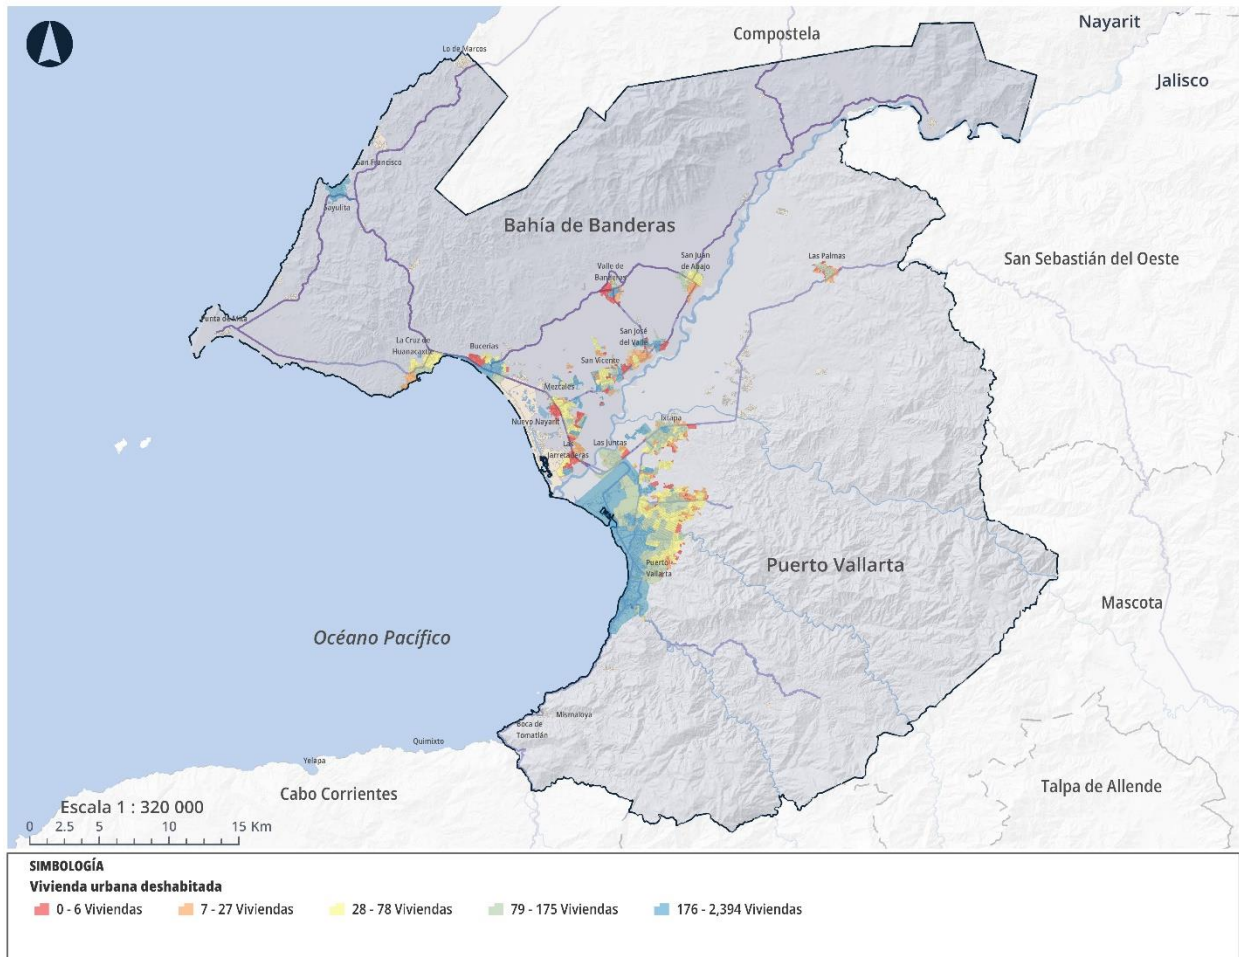 Nayarit
Compostela
Lo de Marcos
Jalisco
San Francisco
Sayulita
Bahía de Banderas
San Juan
de Abajo
Las Palmas
San Sebastián del Oeste
Valle de
Banderas
Punta de Mita
La Cruz de
Huanacaxtle
Bucerías
San José
del Valle
San Vicente
Mezcales
Nuevo Nayarit
Ixtapa
Las Juntas
Las
Jarretaderas
Puerto
Vallarta
Puerto Vallarta
Mascota
Océano Pacífico
Mismaloya
Boca de
Tomatlán
Quimixto
Yelapa
Cabo Corrientes
Talpa de Allende
Escala 1 : 320 000
0 2.5 5 10 15 Km
SIMBOLOGÍA
Vivienda urbana deshabitada
0 - 6 Viviendas 7 - 27 Viviendas 28 - 78 Viviendas 79 - 175 Viviendas 176 - 2,394 Viviendas